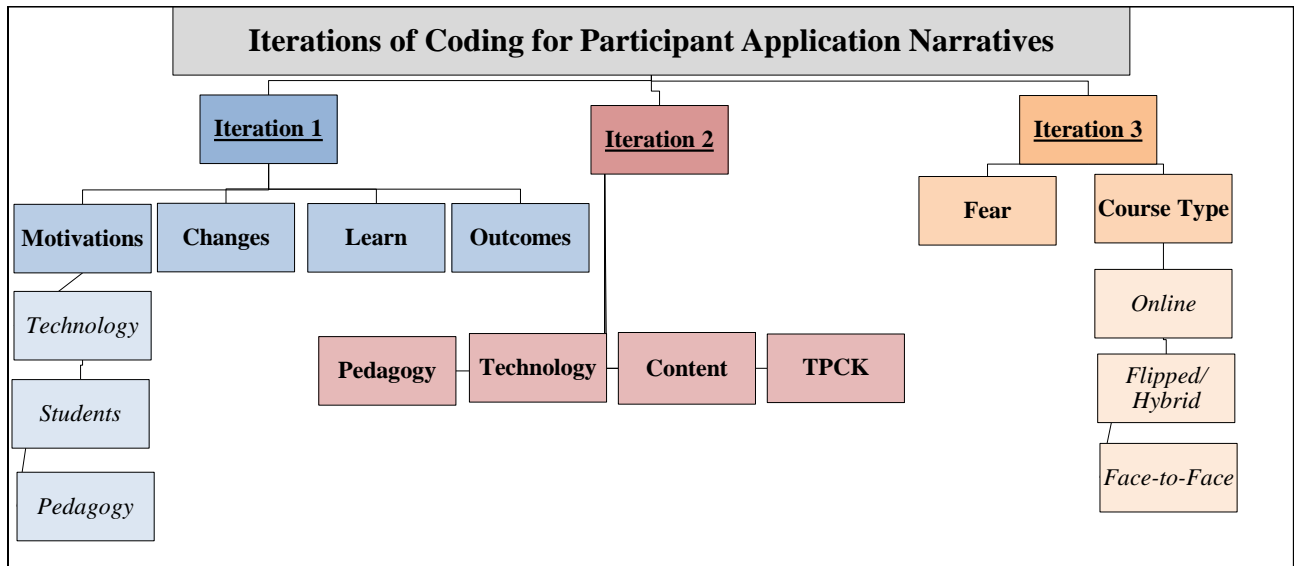 Iterations of Coding for Participant Application Narratives
Iteration 1
Iteration 2
Iteration 3
Motivations
Changes
Learn
Outcomes
Technology
Students
Pedagogy
Pedagogy
Technology
Content
TPCK
Fear
Course Type
Online
Flipped/
Hybrid
Face-to-Face